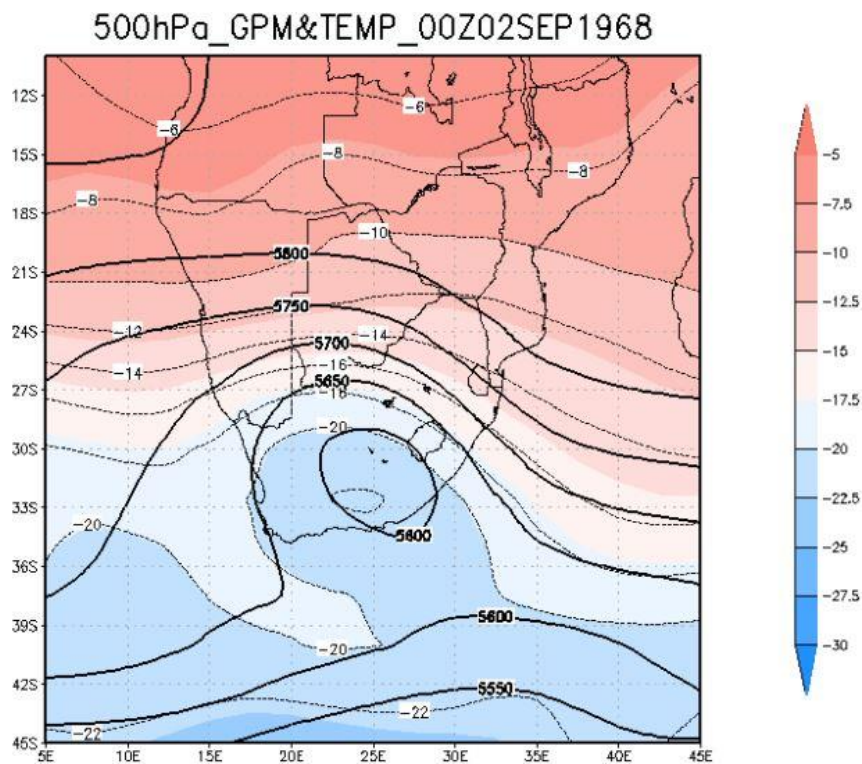 500hPa_GPM&TEMP_00Z02SEP1968
12S
15S
18S
21S
24S
27S
30S
33S
36S
39S
42S
45S
5E
10E
15E
20E
25E
30E
35E
40E
45E
-6
-6
-8
-8
-8
-10
5800
5750
-12
5700
-14
-14
-16
5650
-18
-20
-20
5600
5600
-20
5550
-22
-22
-5
-7.5
-10
-12.5
-15
-17.5
-20
-22.5
-25
-27.5
-30